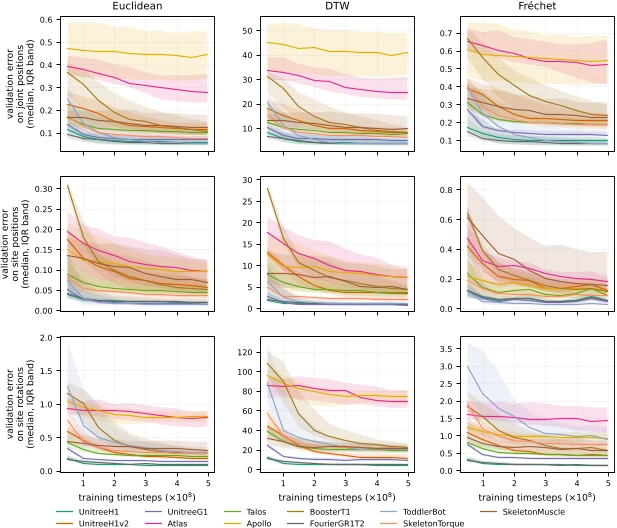 Euclidean
DTW
Fréchet
validation error
on joint positions
(median, IQR band)
0.6
0.5
0.4
0.3
0.2
0.1
50
40
30
20
10
0.7
0.6
0.5
0.4
0.3
0.2
0.1
validation error
on site positions
(median, IQR band)
0.30
0.25
0.20
0.15
0.10
0.05
0.00
30
25
20
15
10
5
0
0.8
0.6
0.4
0.2
0.0
validation error
on site rotations
(median, IQR band)
2.0
1.5
1.0
0.5
0.0
120
100
80
60
40
20
0
3.5
3.0
2.5
2.0
1.5
1.0
0.5
0.0
1 2 3 4 5
1 2 3 4 5
1 2 3 4 5
training timesteps (×10⁸)
training timesteps (×10⁸)
training timesteps (×10⁸)
UnitreeH1 UnitreeG1 Talos BoosterT1 ToddlerBot SkeletonMuscle
UnitreeH1v2 Atlas Apollo FourierGR1T2 SkeletonTorque